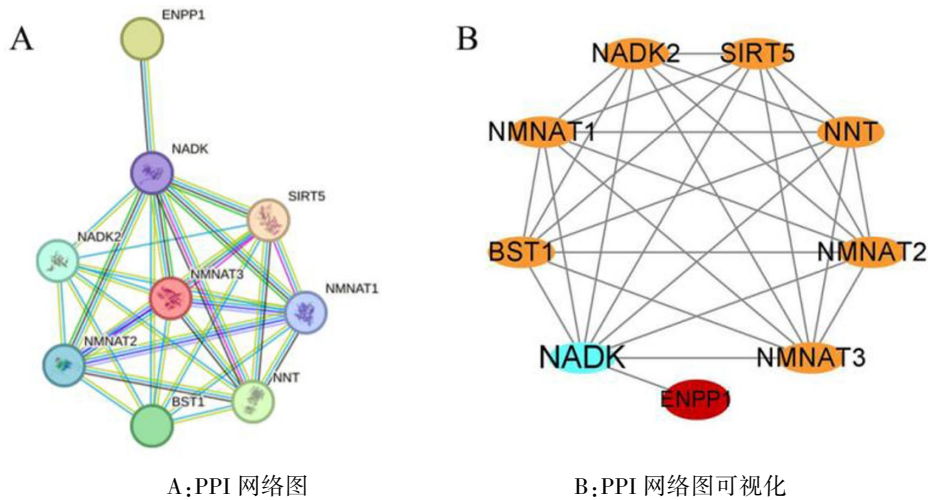 A
ENPP1
NADK
SIRT5
NADK2
NMNAT3
NMNAT1
NMNAT2
NNT
BST1
B
NADK2
SIRT5
NMNAT1
NNT
BST1
NMNAT2
NADK
NMNAT3
ENPP1
A:PPI 网络图
B:PPI 网络图可视化